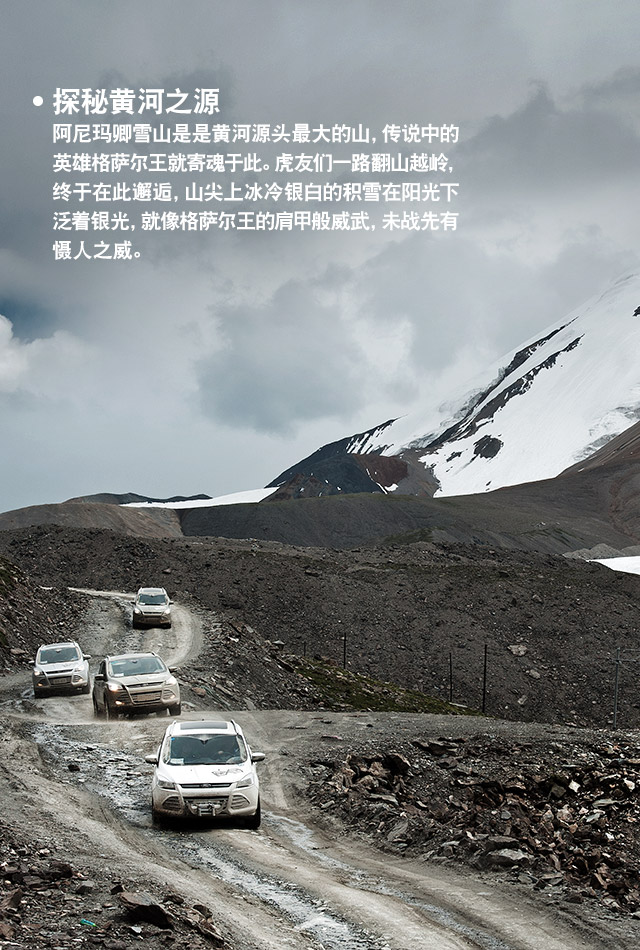 • 探秘黄河之源
阿尼玛卿雪山是是黄河源头最大的山，传说中的
英雄格萨尔王就寄魂于此。虎友们一路翻山越岭，
终于在此邂逅，山尖上冰冷银白的积雪在阳光下
泛着银光，就像格萨尔王的肩甲般威武，未战先有
慑人之威。